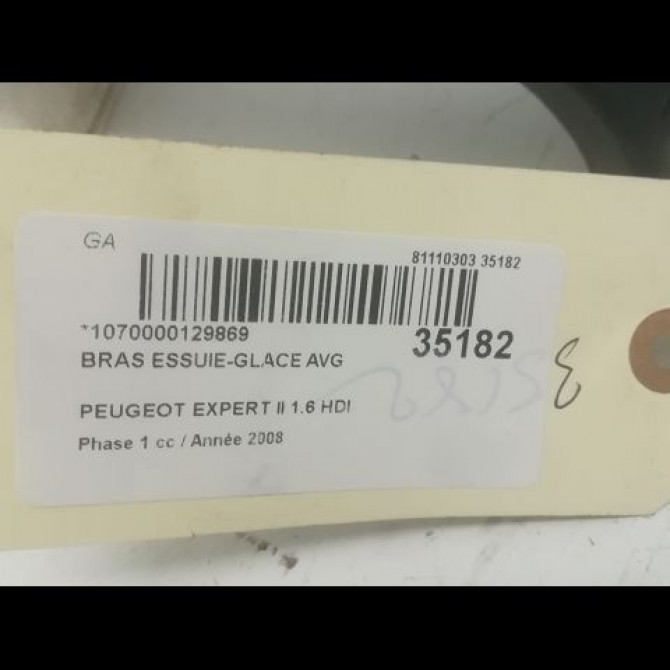 GA
81110303 35182
*1070000129869
35182
BRAS ESSUIE-GLACE AVG
PEUGEOT EXPERT II 1.6 HDI
Phase 1 cc / Année 2008